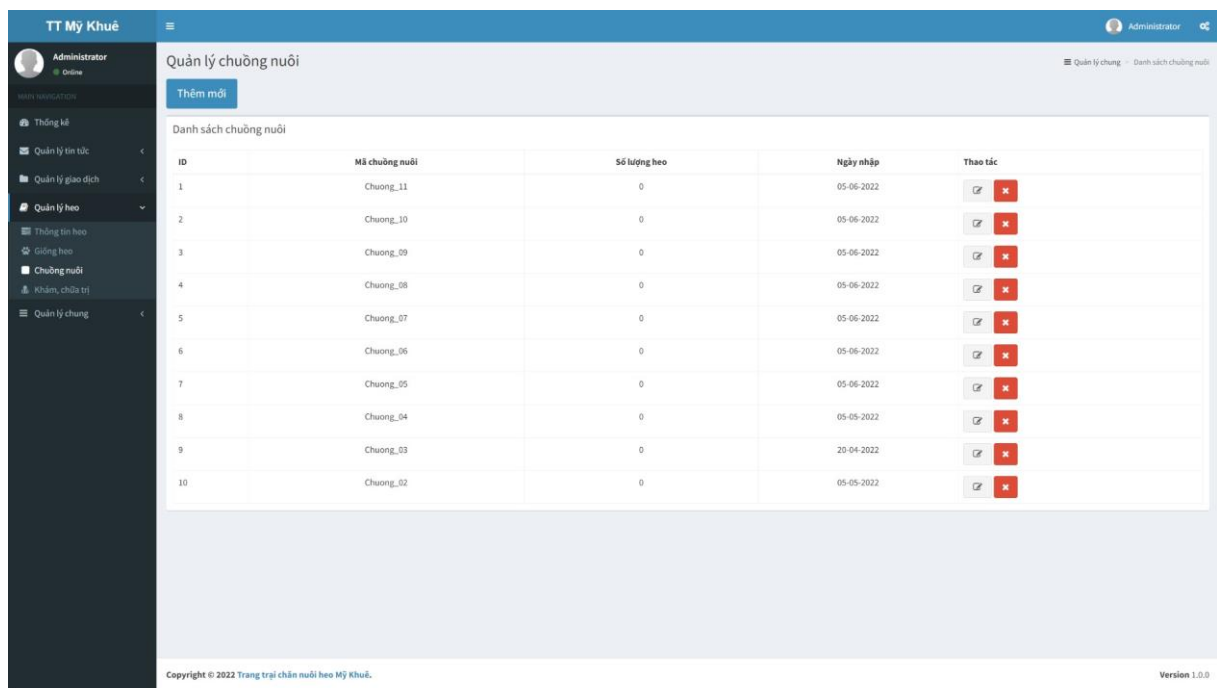 TT Mỹ Khuê
Administrator
Administrator
Online
MAIN NAVIGATION
Thống kê
Quản lý tin tức
Quản lý giao dịch
Quản lý heo
Thông tin heo
Giống heo
Chuồng nuôi
Khám, chữa trị
Quản lý chung
Quản lý chuồng nuôi
Quản lý chung > Danh sách chuồng nuôi
Thêm mới
Danh sách chuồng nuôi
ID Mã chuồng nuôi Số lượng heo Ngày nhập Thao tác
1 Chuong_11 0 05-06-2022
2 Chuong_10 0 05-06-2022
3 Chuong_09 0 05-06-2022
4 Chuong_08 0 05-06-2022
5 Chuong_07 0 05-06-2022
6 Chuong_06 0 05-06-2022
7 Chuong_05 0 05-06-2022
8 Chuong_04 0 05-05-2022
9 Chuong_03 0 20-04-2022
10 Chuong_02 0 05-05-2022
Copyright © 2022 Trang trại chăn nuôi heo Mỹ Khuê.
Version 1.0.0